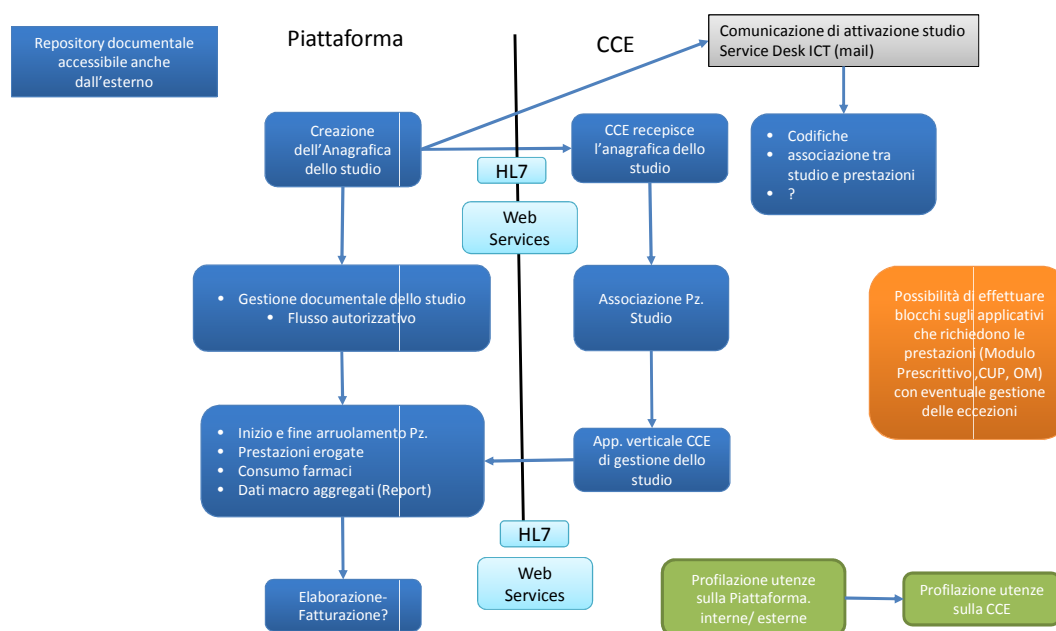 Repository documentale
accessibile anche
dall'esterno
Piattaforma
CCE
Comunicazione di attivazione studio
Service Desk ICT (mail)
Creazione
dell'Anagrafica
dello studio
CCE recepisce
l'anagrafica dello
studio
• Codifiche
• associazione tra
studio e prestazioni
• ?
HL7
Web
Services
• Gestione documentale dello studio
• Flusso autorizzativo
Associazione Pz.
Studio
Possibilità di effettuare
blocchi sugli applicativi
che richiedono le
prestazioni (Modulo
Prescrittivo ,CUP, OM)
con eventuale gestione
delle eccezioni
• Inizio e fine arruolamento Pz.
• Prestazioni erogate
• Consumo farmaci
• Dati macro aggregati (Report)
App. verticale CCE
di gestione dello
studio
HL7
Web
Services
Elaborazione-
Fatturazione?
Profilazione utenze
sulla Piattaforma.
interne/ esterne
Profilazione utenze
sulla CCE